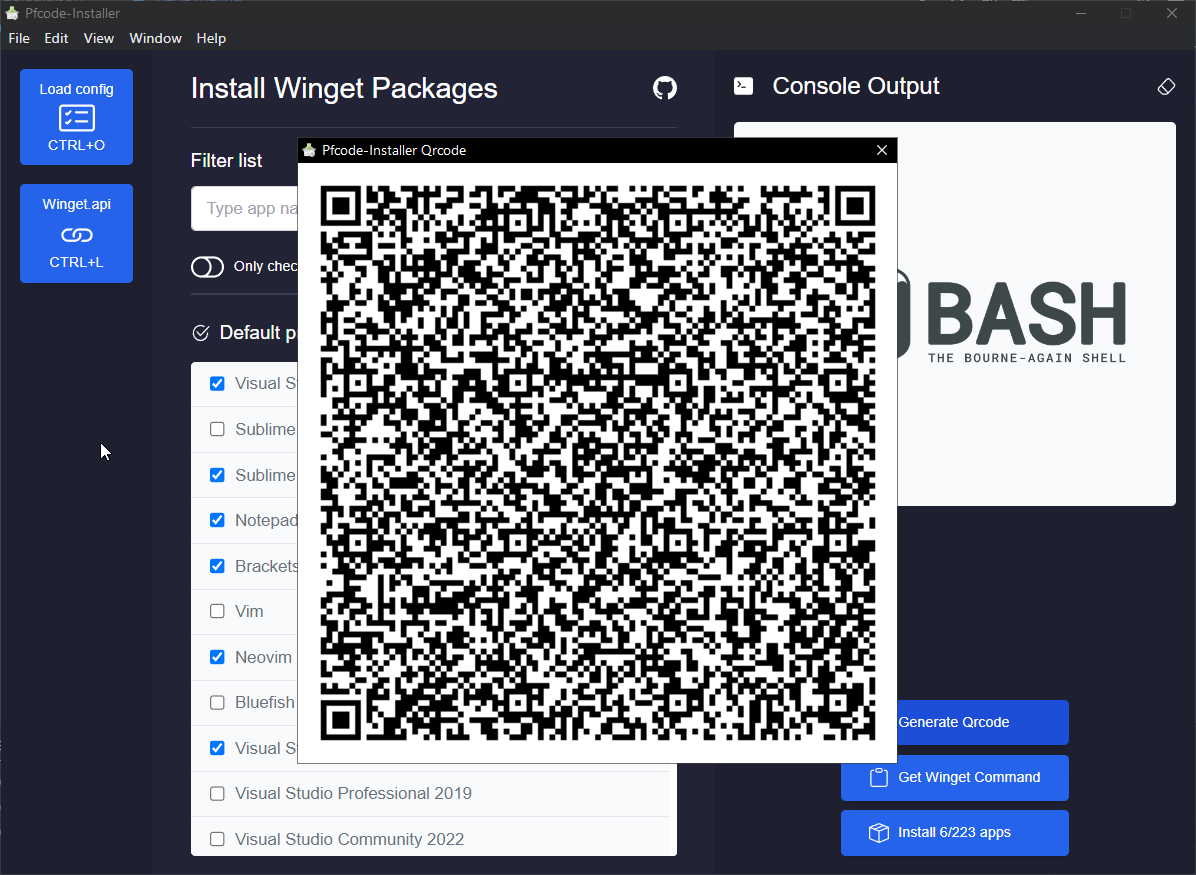 Pfcode-Installer
File Edit View Window Help
Load config
CTRL+O
Winget.api
CTRL+L
Install Winget Packages
Filter list
Type app na
Only chec
Default p
Visual S
Sublime
Sublime
Notepad
Brackets
Vim
Neovim
Bluefish
Visual S
Visual Studio Professional 2019
Visual Studio Community 2022
Pfcode-Installer Qrcode
Console Output
BASH
THE BOURNE-AGAIN SHELL
Generate Qrcode
Get Winget Command
Install 6/223 apps